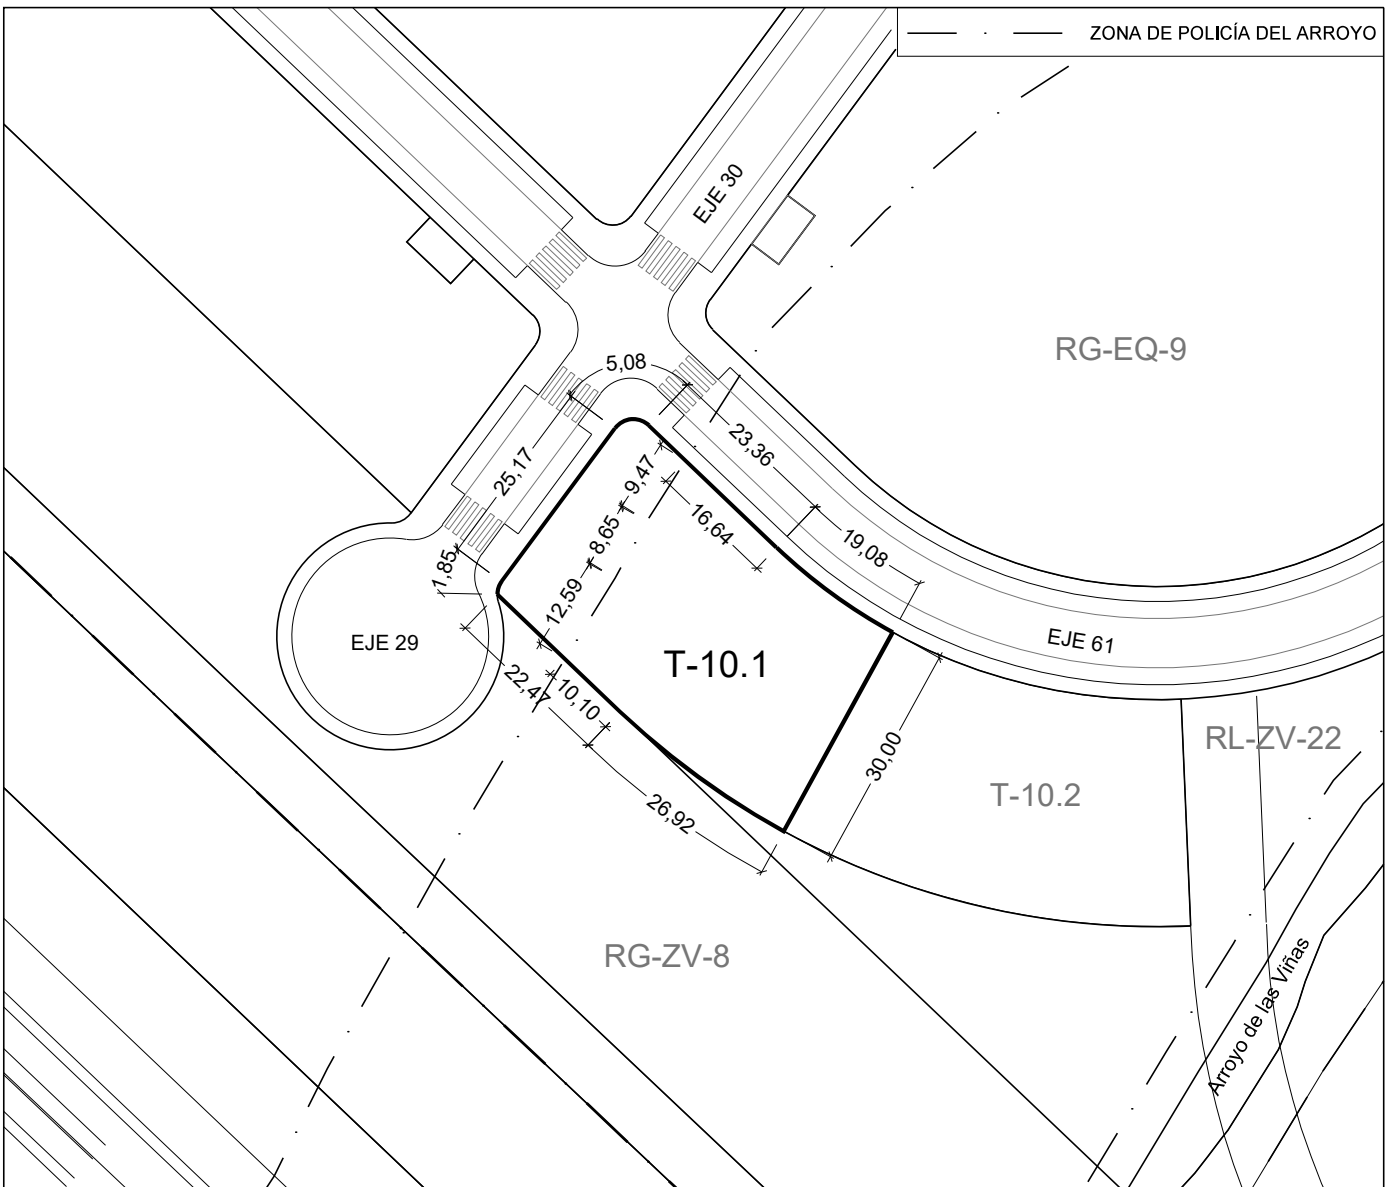 ZONA DE POLICÍA DEL ARROYO
EJE 30
RG-EQ-9
5,08
23,36
25,17
9,47
16,64
8,65
19,08
1,85
12,59
EJE 29
EJE 61
T-10.1
22,47
10,10
30,00
RL-ZV-22
T-10.2
26,92
RG-ZV-8
Arroyo de las Viñas